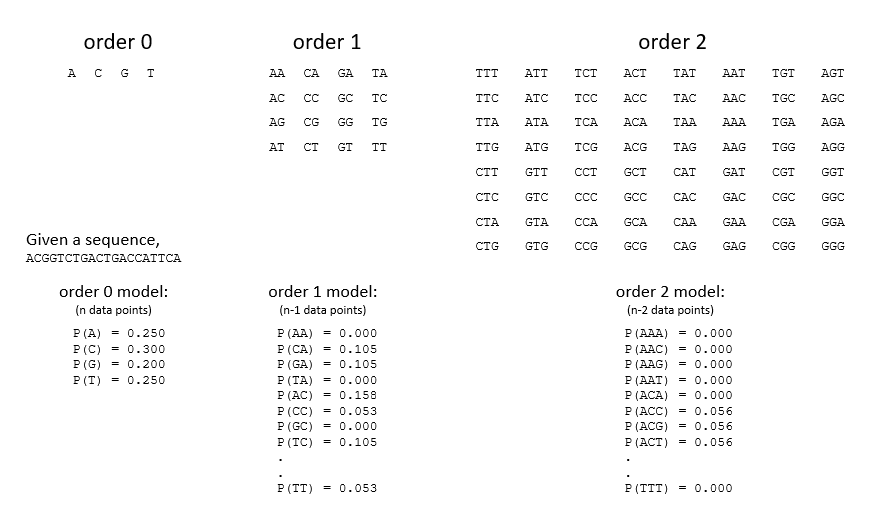 order 0
A C G T
order 1
AA CA GA TA
AC CC GC TC
AG CG GG TG
AT CT GT TT
order 2
TTT ATT TCT ACT TAT AAT TGT AGT
TTC ATC TCC ACC TAC AAC TGC AGC
TTA ATA TCA ACA TAA AAA TGA AGA
TTG ATG TCG ACG TAG AAG TGG AGG
CTT GTT CCT GCT CAT GAT CGT GGT
CTC GTC CCC GCC CAC GAC CGC GGC
CTA GTA CCA GCA CAA GAA CGA GGA
CTG GTG CCG GCG CAG GAG CGG GGG
Given a sequence,
ACGGTCTGACTGACCATTCA
order 0 model:
(n data points)
P(A) = 0.250
P(C) = 0.300
P(G) = 0.200
P(T) = 0.250
order 1 model:
(n-1 data points)
P(AA) = 0.000
P(CA) = 0.105
P(GA) = 0.105
P(TA) = 0.000
P(AC) = 0.158
P(CC) = 0.053
P(GC) = 0.000
P(TC) = 0.105
.
.
P(TT) = 0.053
order 2 model:
(n-2 data points)
P(AAA) = 0.000
P(AAC) = 0.000
P(AAG) = 0.000
P(AAT) = 0.000
P(ACA) = 0.000
P(ACC) = 0.056
P(ACG) = 0.056
P(ACT) = 0.056
.
.
P(TTT) = 0.000